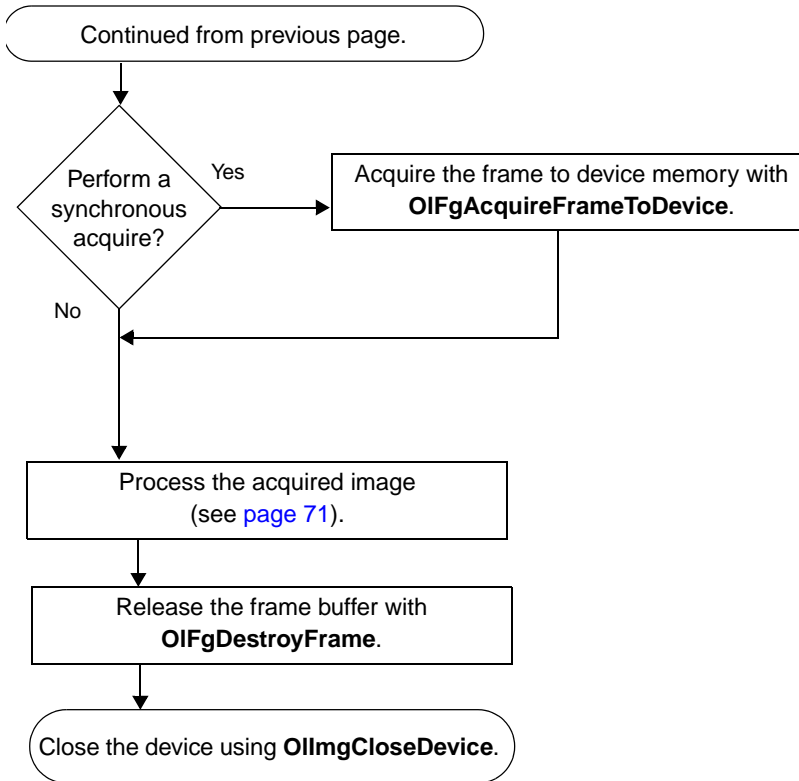 Continued from previous page.
Perform a
synchronous
acquire?
Yes
Acquire the frame to device memory with
OlFgAcquireFrameToDevice.
No
Process the acquired image
(see page 71).
Release the frame buffer with
OlFgDestroyFrame.
Close the device using OlImgCloseDevice.